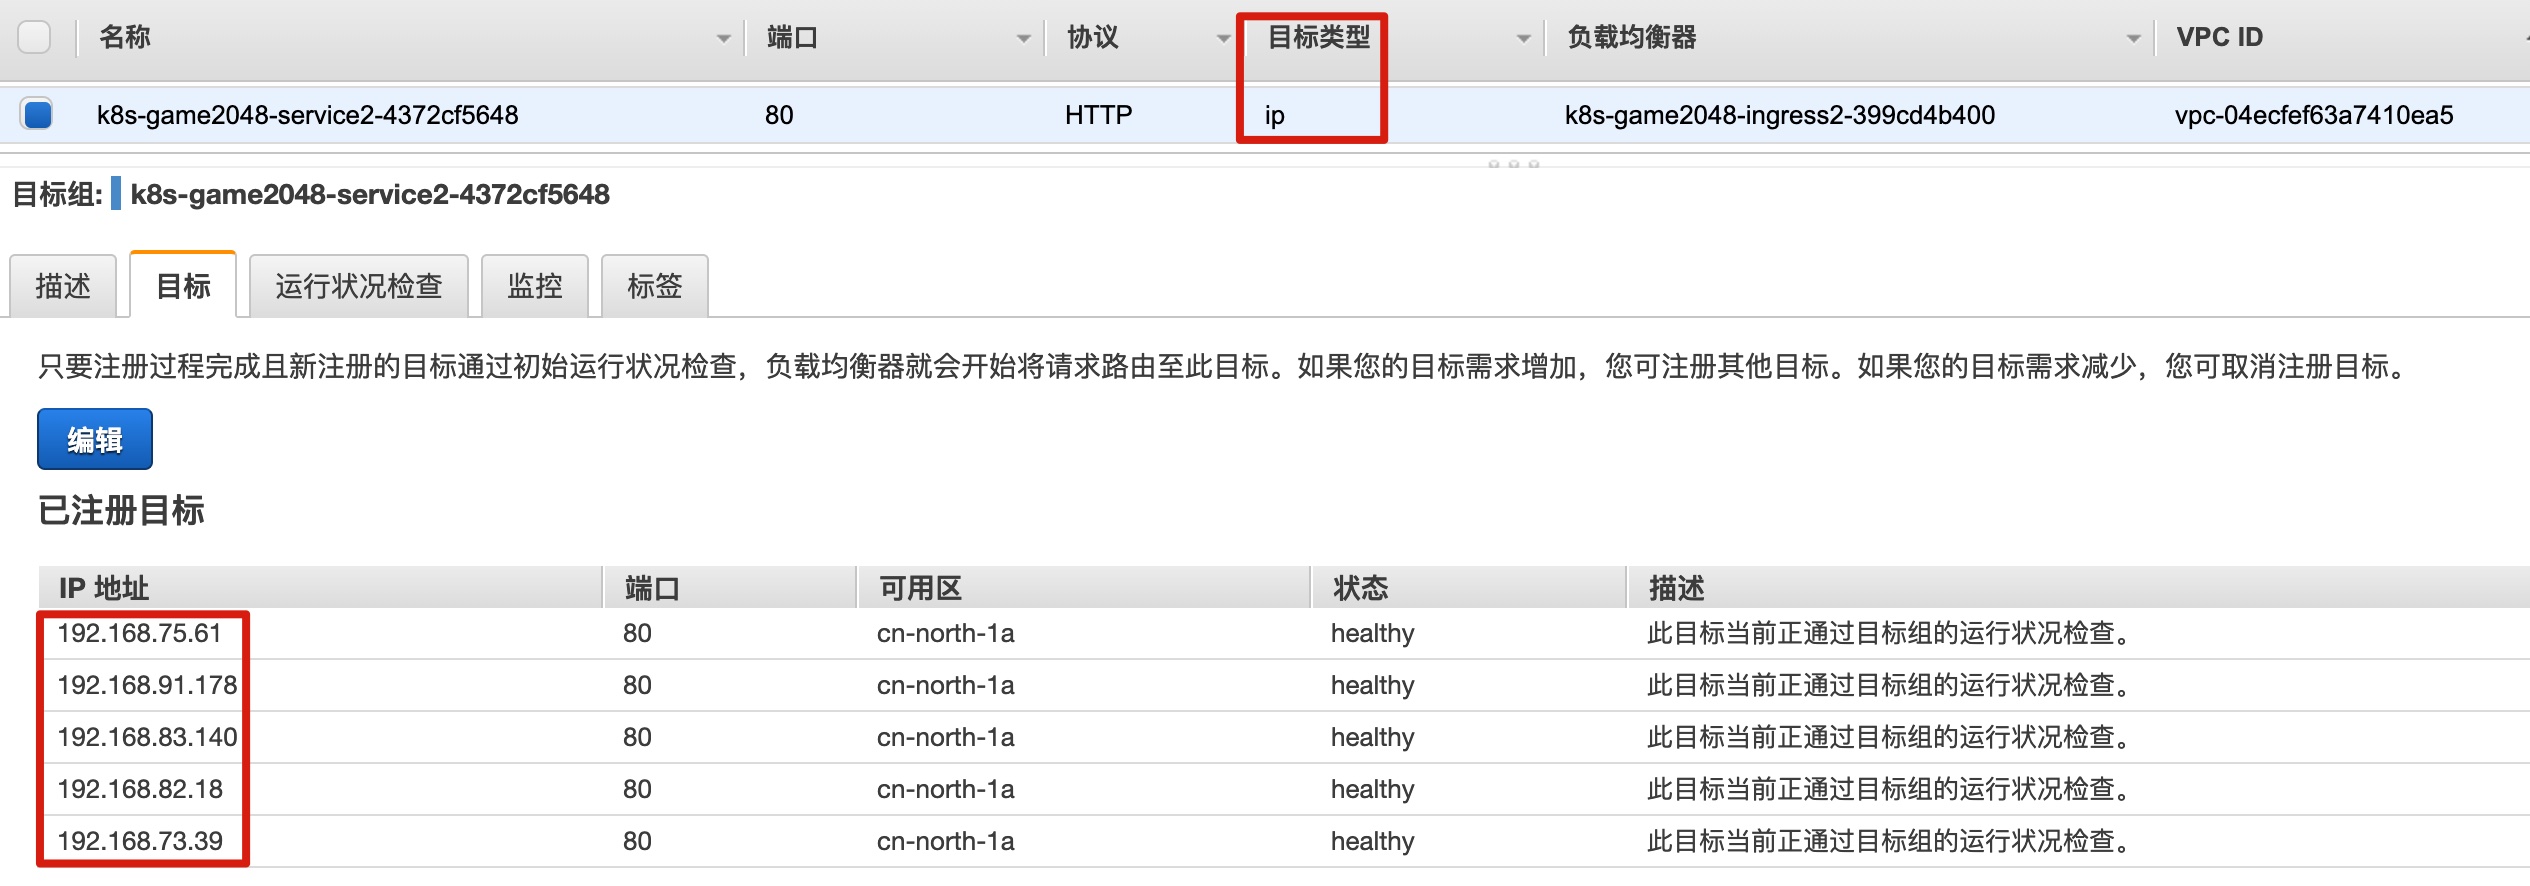 名称 端口 协议 目标类型 负载均衡器 VPC ID
k8s-game2048-service2-4372cf5648 80 HTTP ip k8s-game2048-ingress2-399cd4b400 vpc-04ecfef63a7410ea5
目标组: k8s-game2048-service2-4372cf5648
描述 目标 运行状况检查 监控 标签
只要注册过程完成且新注册的目标通过初始运行状况检查，负载均衡器就会开始将请求路由至此目标。如果您的目标需求增加，您可注册其他目标。如果您的目标需求减少，您可取消注册目标。
编辑
已注册目标
IP 地址 端口 可用区 状态 描述
192.168.75.61 80 cn-north-1a healthy 此目标当前正通过目标组的运行状况检查。
192.168.91.178 80 cn-north-1a healthy 此目标当前正通过目标组的运行状况检查。
192.168.83.140 80 cn-north-1a healthy 此目标当前正通过目标组的运行状况检查。
192.168.82.18 80 cn-north-1a healthy 此目标当前正通过目标组的运行状况检查。
192.168.73.39 80 cn-north-1a healthy 此目标当前正通过目标组的运行状况检查。